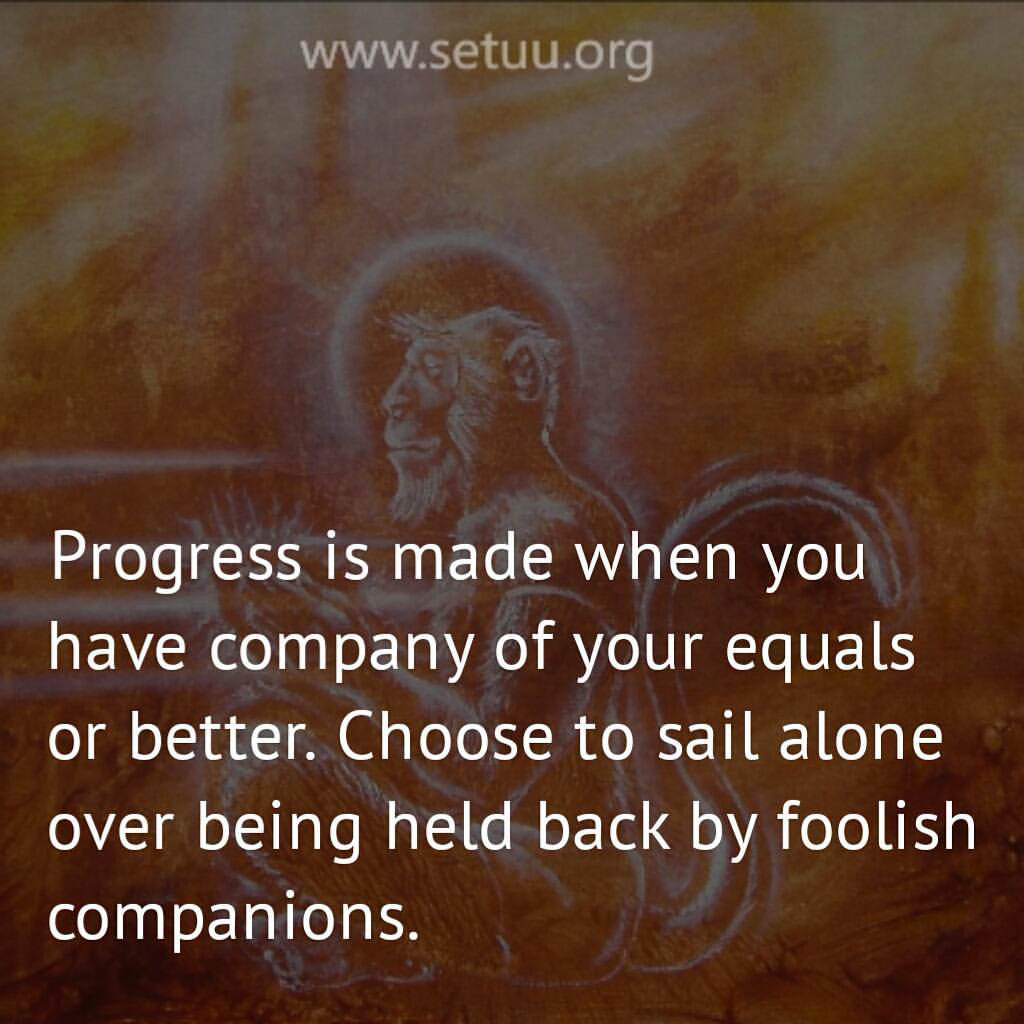 www.setuu.org
Progress is made when you
have company of your equals
or better. Choose to sail alone
over being held back by foolish
companions.